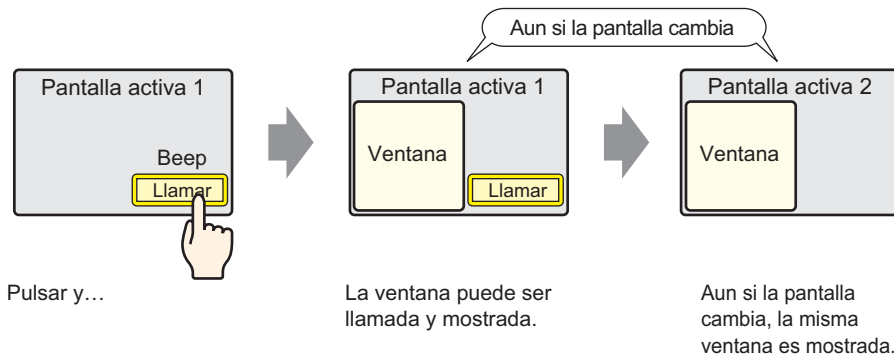 Aun si la pantalla cambia
Pantalla activa 1
Beep
Llamar
Pulsar y…
Pantalla activa 1
Ventana
Llamar
La ventana puede ser
llamada y mostrada.
Pantalla activa 2
Ventana
Aun si la pantalla
cambia, la misma
ventana es mostrada.